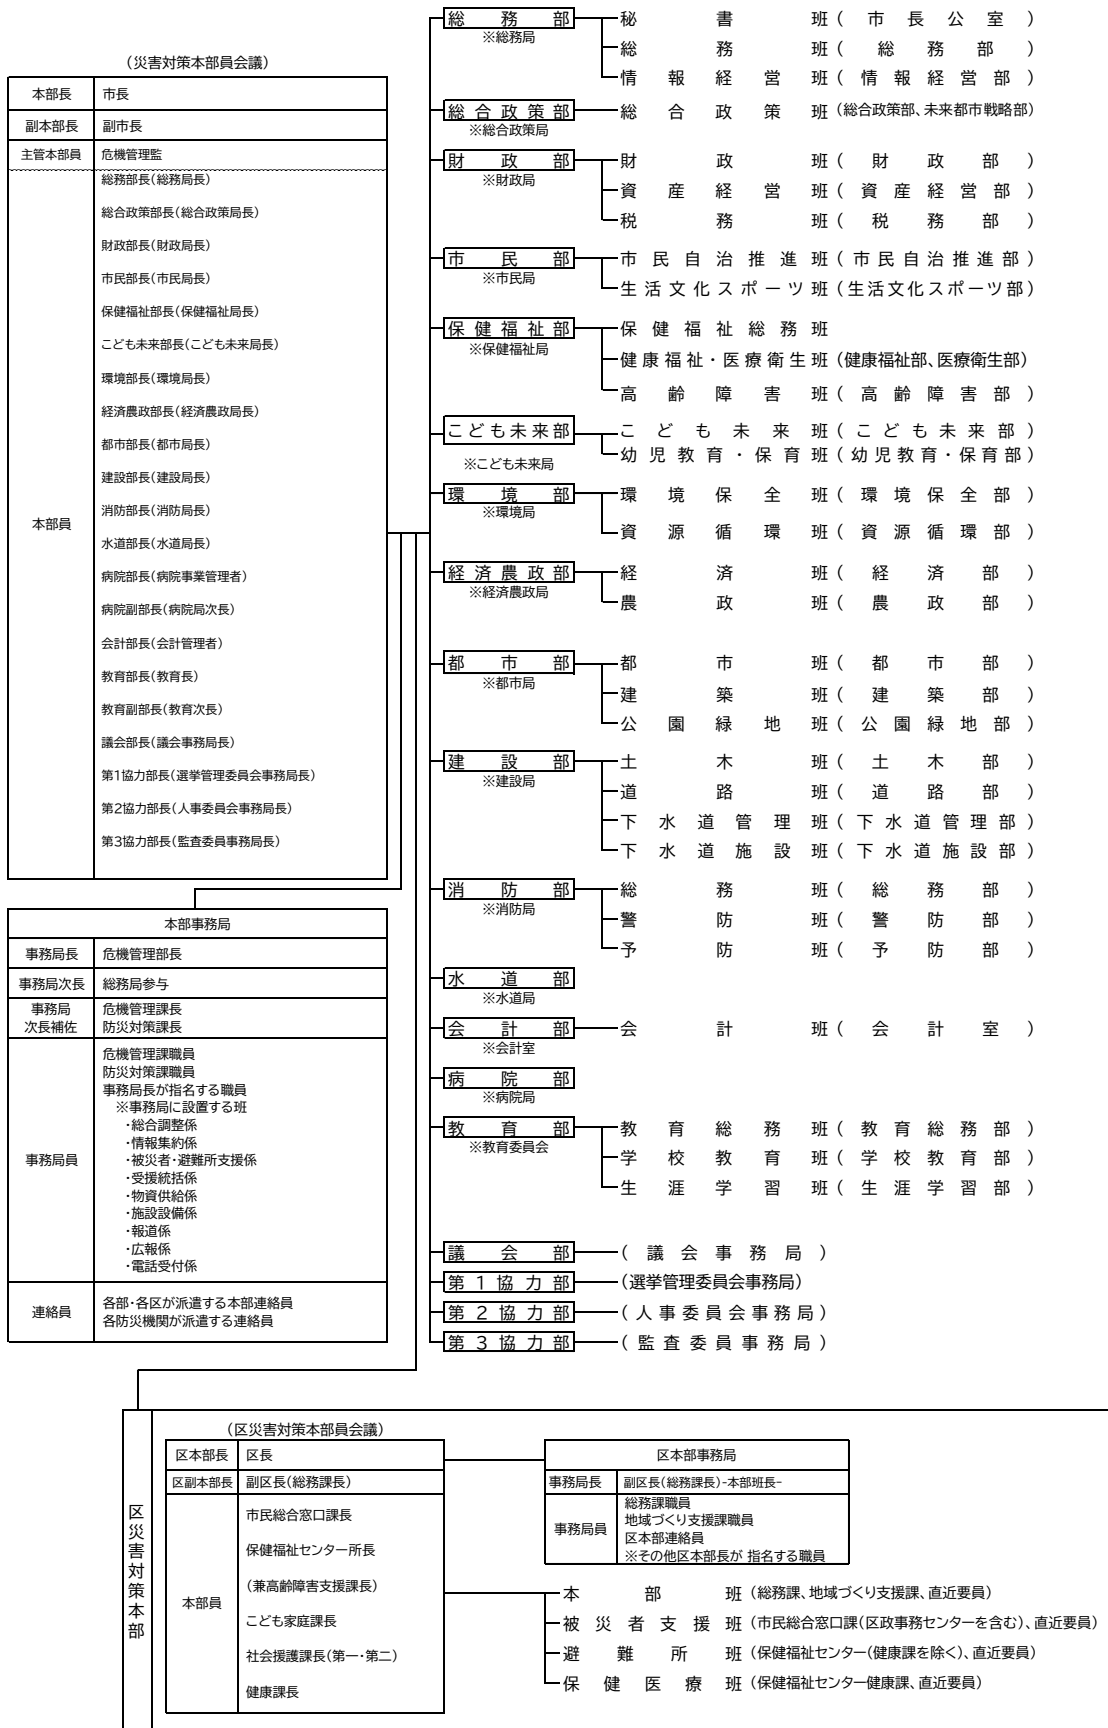 (災害対策本部員会議)
本部長 市長
副本部長 副市長
主管本部員 危機管理監
本部員
総務部長(総務局長)
総合政策部長(総合政策局長)
財政部長(財政局長)
市民部長(市民局長)
保健福祉部長(保健福祉局長)
こども未来部長(こども未来局長)
環境部長(環境局長)
経済農政部長(経済農政局長)
都市部長(都市局長)
建設部長(建設局長)
消防部長(消防局長)
水道部長(水道局長)
病院部長(病院事業管理者)
病院副部長(病院局次長)
会計部長(会計管理者)
教育部長(教育長)
教育副部長(教育次長)
議会部長(議会事務局長)
第1協力部長(選挙管理委員会事務局長)
第2協力部長(人事委員会事務局長)
第3協力部長(監査委員事務局長)
本部事務局
事務局長 危機管理部長
事務局次長 総務局参与
事務局
次長補佐
危機管理課長
防災対策課長
事務局員
危機管理課職員
防災対策課職員
事務局長が指名する職員
※事務局に設置する班
・総合調整係
・情報集約係
・被災者・避難所支援係
・受援統括係
・物資供給係
・施設設備係
・報道係
・広報係
・電話受付係
連絡員
各部・各区が派遣する本部連絡員
各防災機関が派遣する連絡員
総務部 秘書班(市長公室)
※総務局
総務班(総務部)
情報経営班(情報経営部)
総合政策部 総合政策班(総合政策部、未来都市戦略部)
※総合政策局
財政部 財政班(財政部)
※財政局
資産経営班(資産経営部)
税務班(税務部)
市民部 市民自治推進班(市民自治推進部)
※市民局
生活文化スポーツ班(生活文化スポーツ部)
保健福祉部 保健福祉総務班
※保健福祉局
健康福祉・医療衛生班(健康福祉部、医療衛生部)
高齢障害班(高齢障害部)
こども未来部 こども未来班(こども未来部)
幼児教育・保育班(幼児教育・保育部)
※こども未来局
環境部 環境保全班(環境保全部)
※環境局
資源循環班(資源循環部)
経済農政部 経済班(経済部)
※経済農政局
農政班(農政部)
都市部 都市班(都市部)
※都市局
建築班(建築部)
公園緑地班(公園緑地部)
建設部 土木班(土木部)
※建設局
道路班(道路部)
下水道管理班(下水道管理部)
下水道施設班(下水道施設部)
消防部 総務班(総務部)
※消防局
警防班(警防部)
予防班(予防部)
水道部
※水道局
会計部 会計班(会計室)
※会計室
病院部
※病院局
教育部 教育総務班(教育総務部)
※教育委員会
学校教育班(学校教育部)
生涯学習班(生涯学習部)
議会部 (議会事務局)
第1協力部 (選挙管理委員会事務局)
第2協力部 (人事委員会事務局)
第3協力部 (監査委員事務局)
区災害対策本部
(区災害対策本部員会議)
区本部長 区長
区副本部長 副区長(総務課長)
本部員
市民総合窓口課長
保健福祉センター所長
(兼高齢障害支援課長)
こども家庭課長
社会援護課長(第一・第二)
健康課長
区本部事務局
事務局長 副区長(総務課長)-本部班長-
事務局員
総務課職員
地域づくり支援課職員
区本部連絡員
※その他区本部長が 指名する職員
本部班(総務課、地域づくり支援課、直近要員)
被災者支援班(市民総合窓口課(区政事務センターを含む)、直近要員)
避難所班(保健福祉センター(健康課を除く)、直近要員)
保健医療班(保健福祉センター健康課、直近要員)